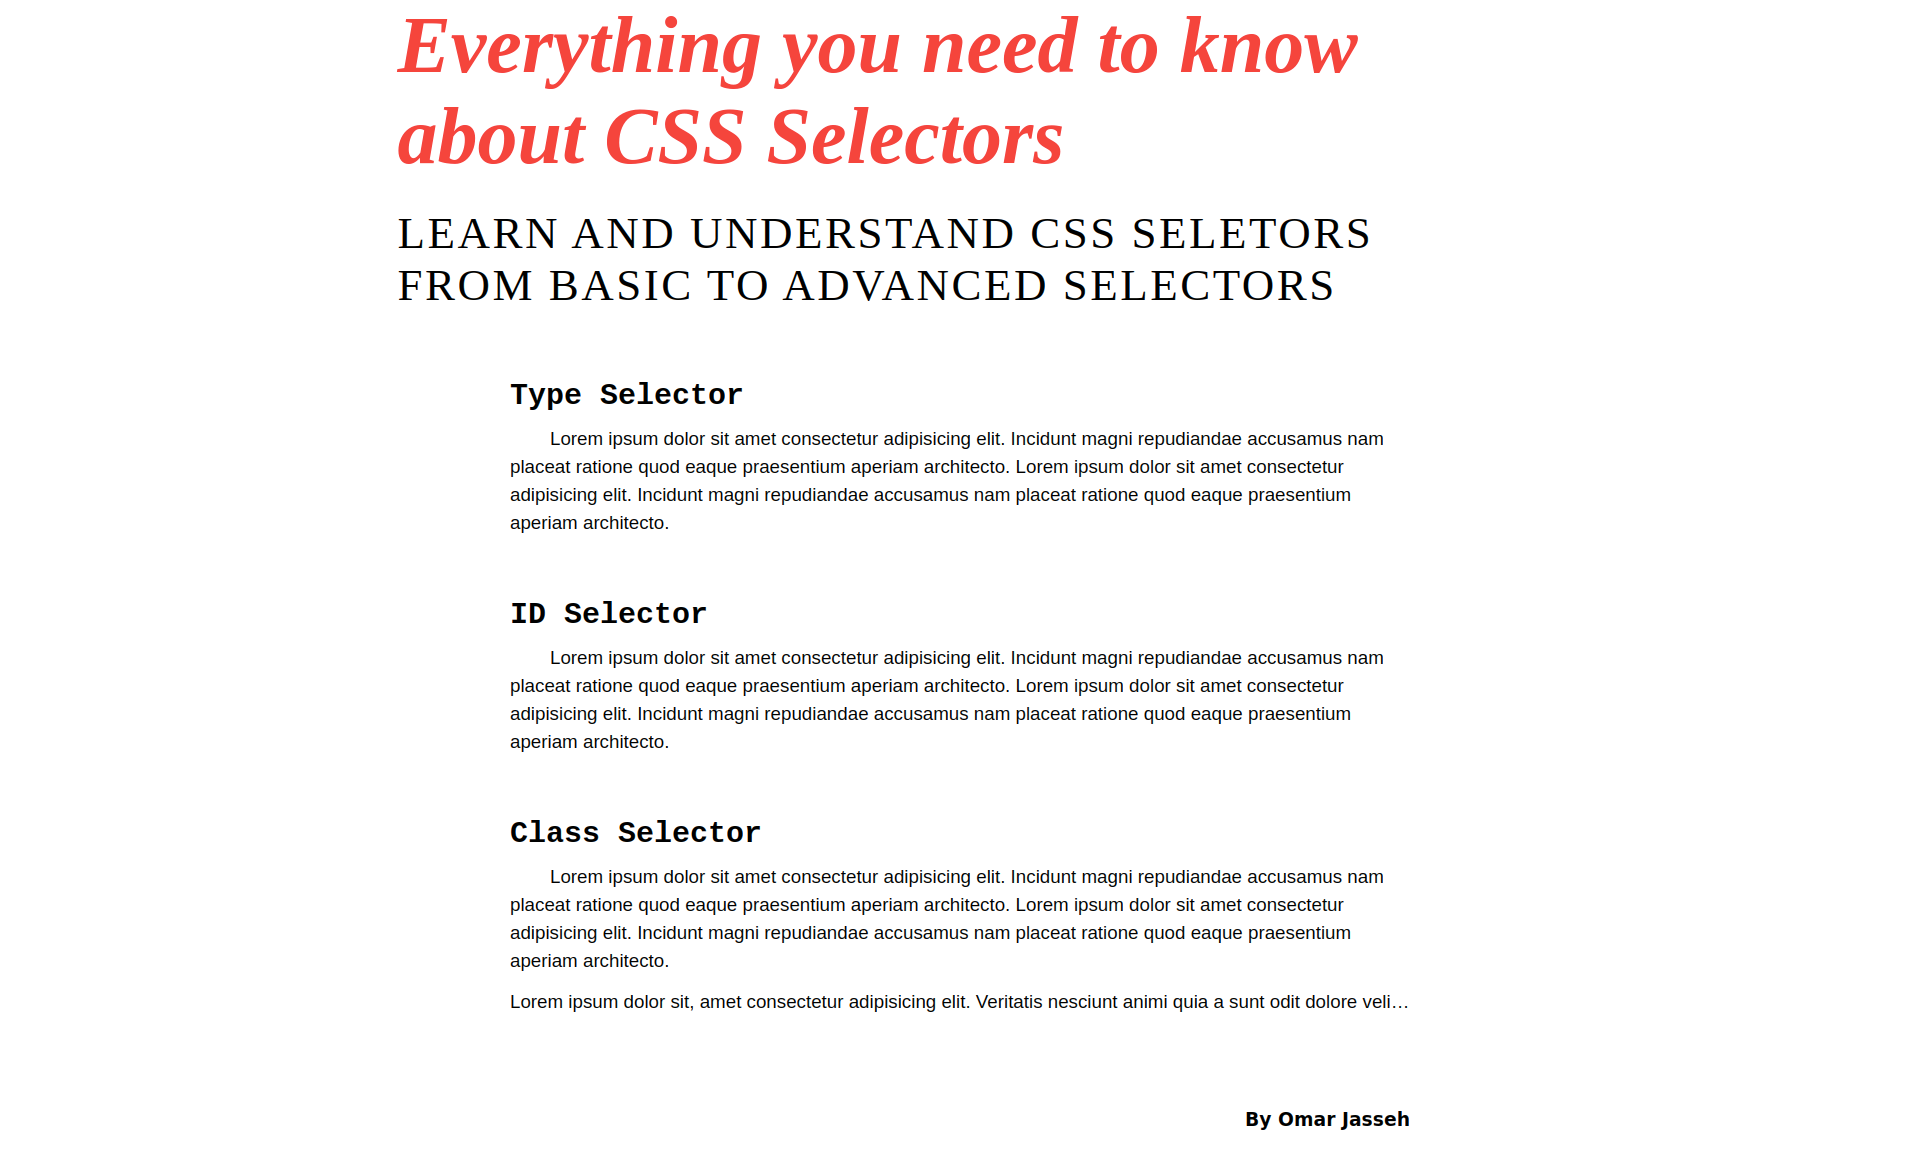 Everything you need to know
about CSS Selectors
LEARN AND UNDERSTAND CSS SELETORS
FROM BASIC TO ADVANCED SELECTORS
Type Selector
Lorem ipsum dolor sit amet consectetur adipisicing elit. Incidunt magni repudiandae accusamus nam
placeat ratione quod eaque praesentium aperiam architecto. Lorem ipsum dolor sit amet consectetur
adipisicing elit. Incidunt magni repudiandae accusamus nam placeat ratione quod eaque praesentium
aperiam architecto.
ID Selector
Lorem ipsum dolor sit amet consectetur adipisicing elit. Incidunt magni repudiandae accusamus nam
placeat ratione quod eaque praesentium aperiam architecto. Lorem ipsum dolor sit amet consectetur
adipisicing elit. Incidunt magni repudiandae accusamus nam placeat ratione quod eaque praesentium
aperiam architecto.
Class Selector
Lorem ipsum dolor sit amet consectetur adipisicing elit. Incidunt magni repudiandae accusamus nam
placeat ratione quod eaque praesentium aperiam architecto. Lorem ipsum dolor sit amet consectetur
adipisicing elit. Incidunt magni repudiandae accusamus nam placeat ratione quod eaque praesentium
aperiam architecto.
Lorem ipsum dolor sit, amet consectetur adipisicing elit. Veritatis nesciunt animi quia a sunt odit dolore veli…
By Omar Jasseh